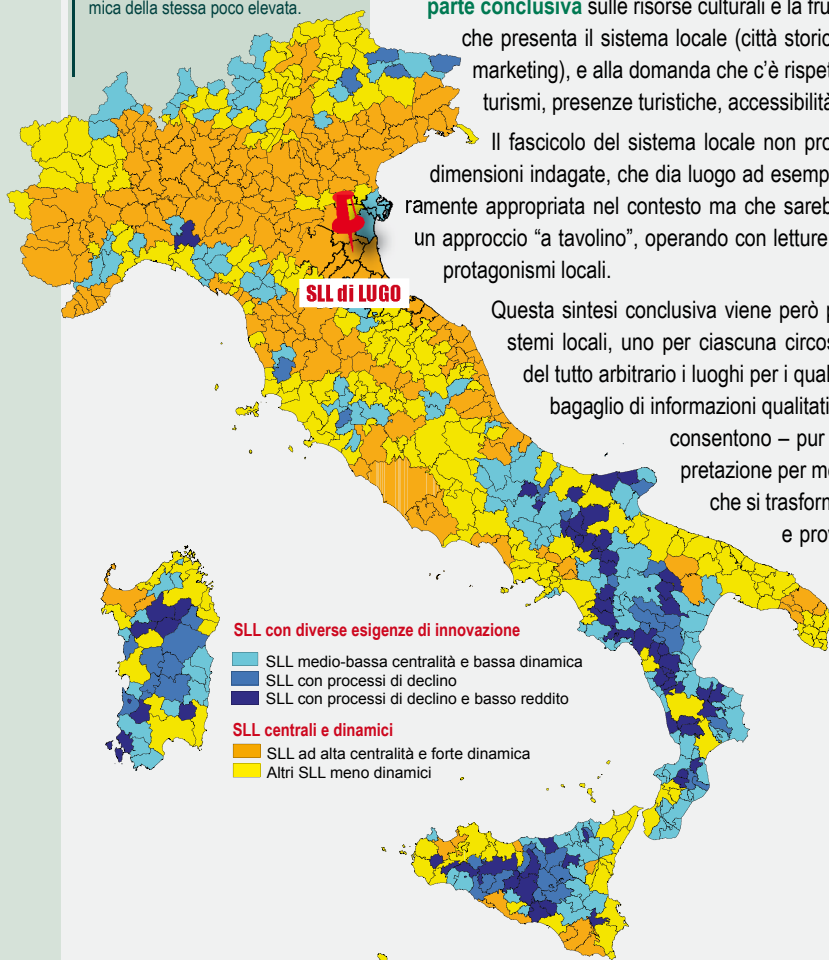 mica della stessa poco elevata.
parte conclusiva sulle risorse culturali e la fru
che presenta il sistema locale (città storic
marketing), e alla domanda che c'è rispet
turismi, presenze turistiche, accessibilità
Il fascicolo del sistema locale non pro
dimensioni indagate, che dia luogo ad esemp
ramente appropriata nel contesto ma che sareb
un approccio "a tavolino", operando con letture
protagonismi locali.
SLL di LUGO
Questa sintesi conclusiva viene però p
stemi locali, uno per ciascuna circos
del tutto arbitrario i luoghi per i qual
bagaglio di informazioni qualitati
consentono – pur
pretazione per m
che si trasforn
e prov
SLL con diverse esigenze di innovazione
SLL medio-bassa centralità e bassa dinamica
SLL con processi di declino
SLL con processi di declino e basso reddito
SLL centrali e dinamici
SLL ad alta centralità e forte dinamica
Altri SLL meno dinamici